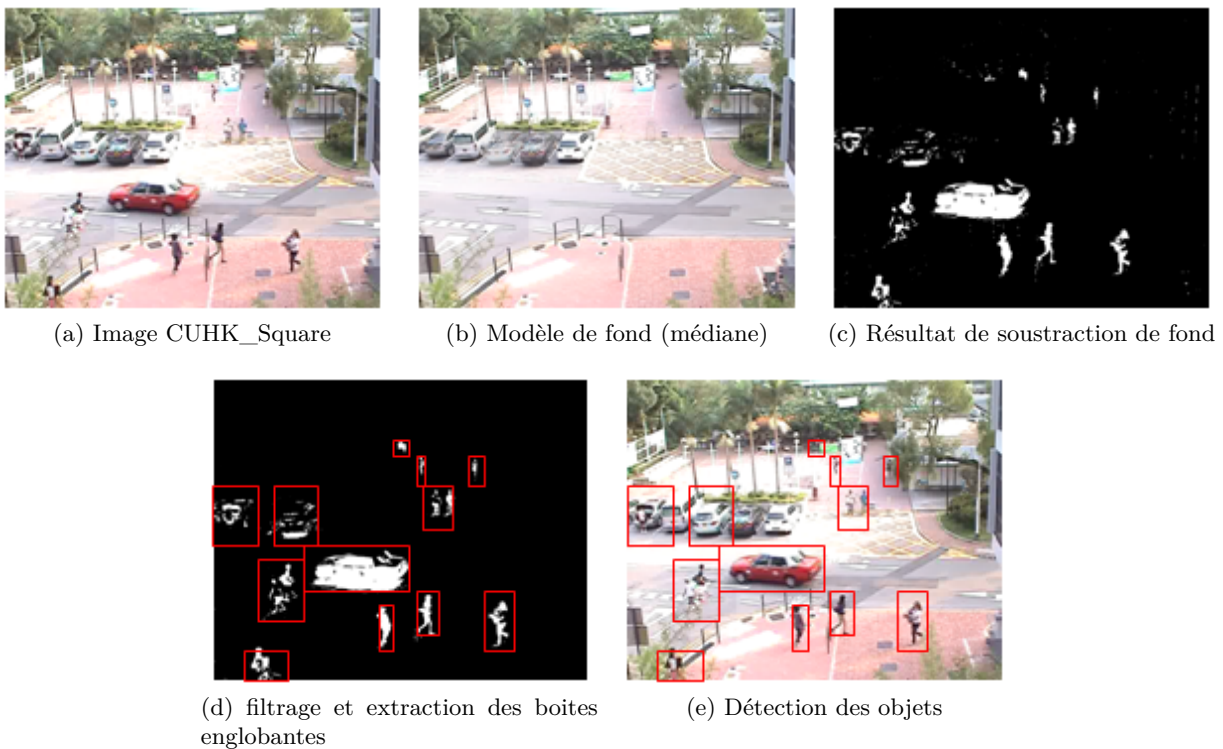 (a) Image CUHK_Square
(b) Modèle de fond (médiane)
(c) Résultat de soustraction de fond
(d) filtrage et extraction des boites
englobantes
(e) Détection des objets